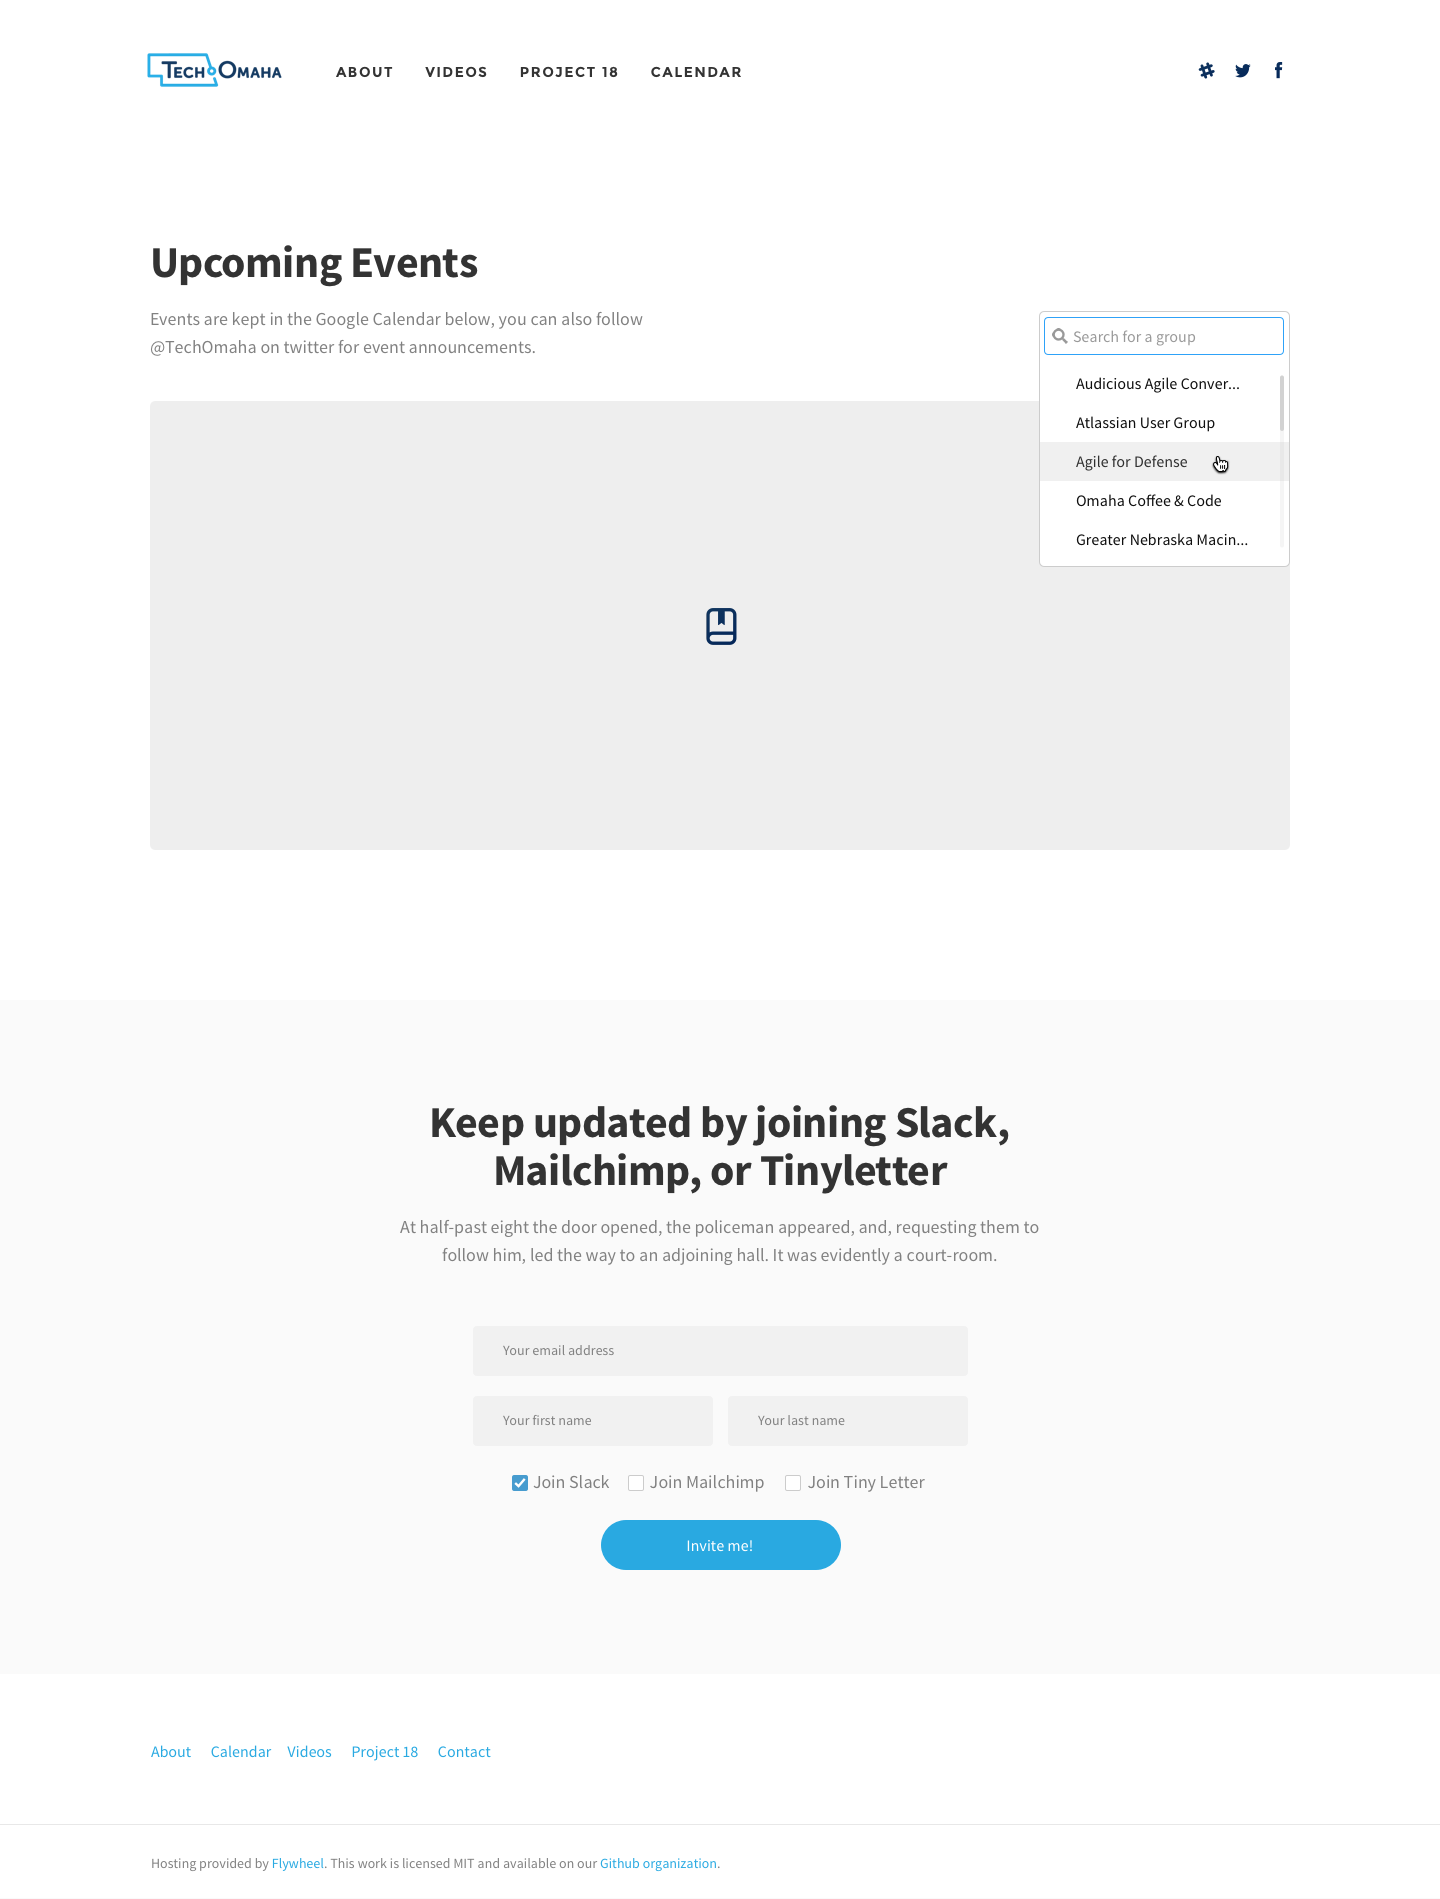 TECH OMAHA
ABOUT
VIDEOS
PROJECT 18
CALENDAR
Upcoming Events
Events are kept in the Google Calendar below, you can also follow
@TechOmaha on twitter for event announcements.
Search for a group
Audicious Agile Conver...
Atlassian User Group
Agile for Defense
Omaha Coffee & Code
Greater Nebraska Macin...
Keep updated by joining Slack,
Mailchimp, or Tinyletter
At half-past eight the door opened, the policeman appeared, and, requesting them to
follow him, led the way to an adjoining hall. It was evidently a court-room.
Your email address
Your first name
Your last name
Join Slack
Join Mailchimp
Join Tiny Letter
Invite me!
About
Calendar
Videos
Project 18
Contact
Hosting provided by Flywheel. This work is licensed MIT and available on our Github organization.